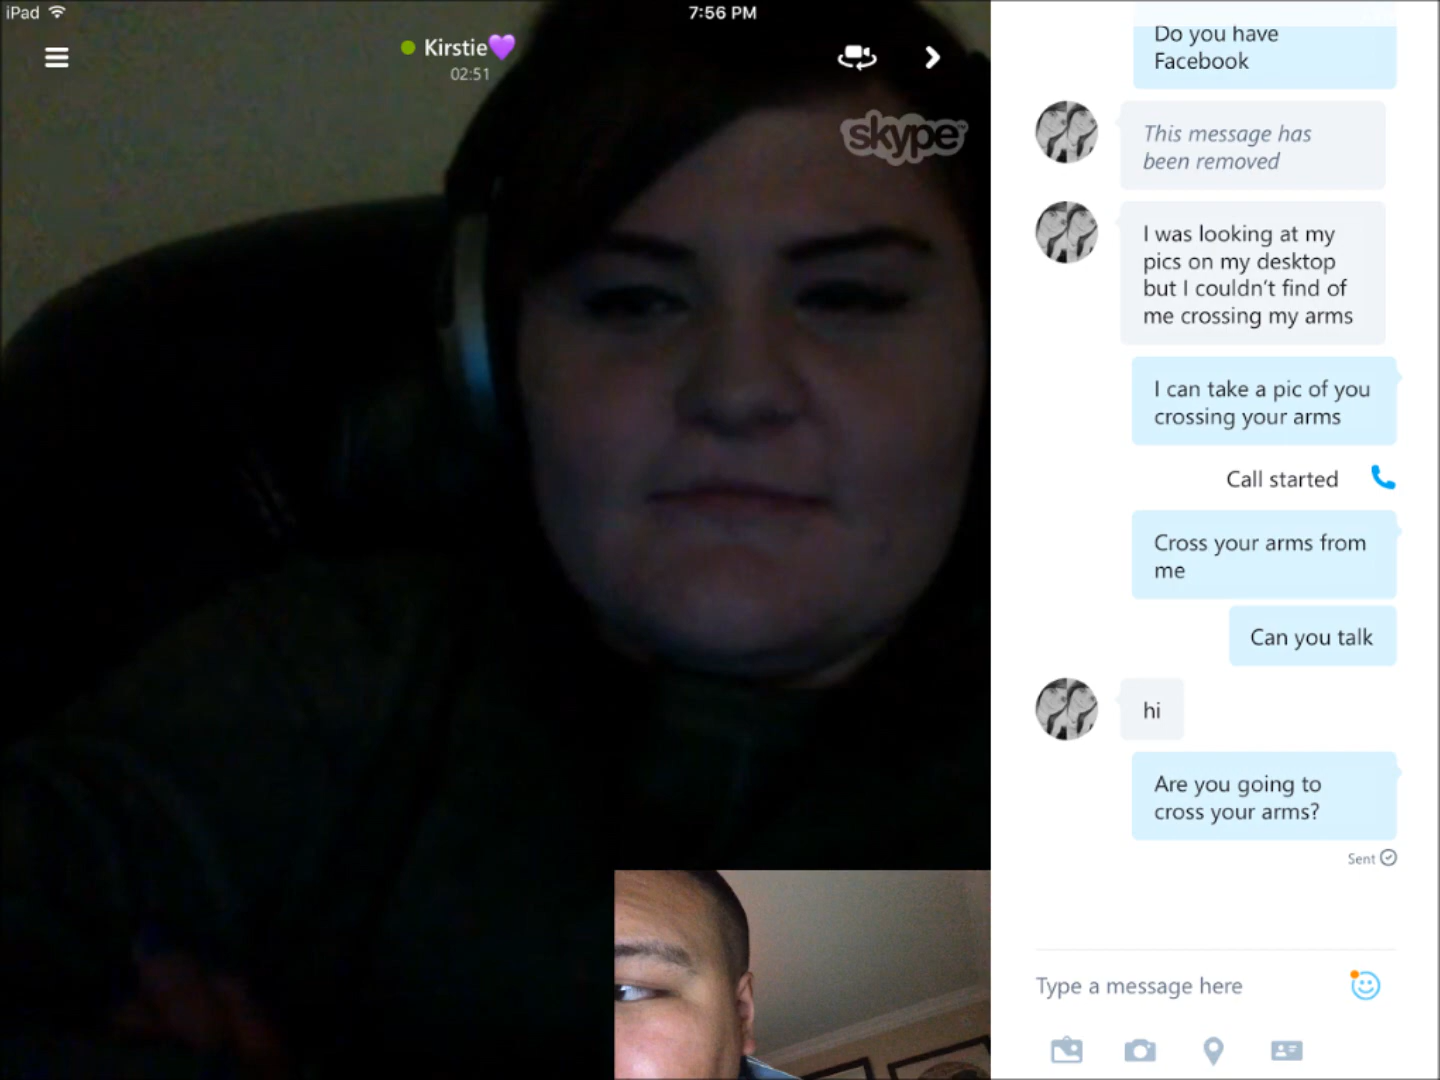 iPad
7:56 PM
Kirstie💜
02:51
skype
Do you have
Facebook
This message has
been removed
I was looking at my
pics on my desktop
but I couldn't find of
me crossing my arms
I can take a pic of you
crossing your arms
Call started
Cross your arms from
me
Can you talk
hi
Are you going to
cross your arms?
Sent
Type a message here